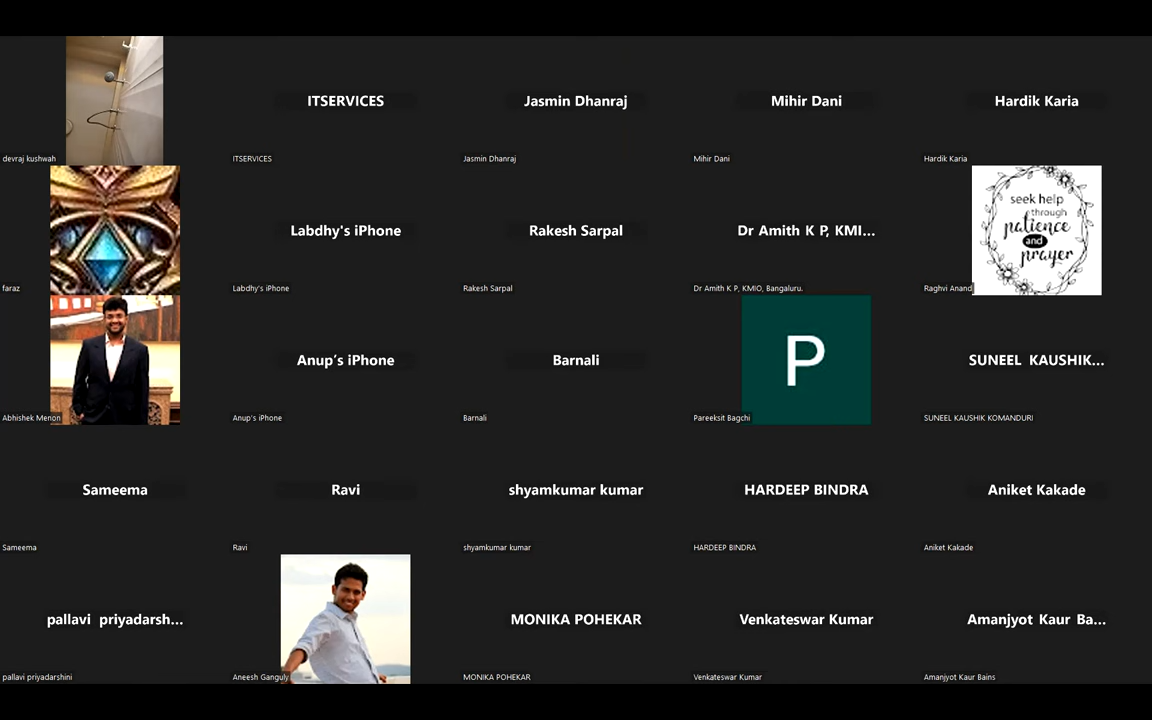 devraj kushwah
ITSERVICES
ITSERVICES
Jasmin Dhanraj
Jasmin Dhanraj
Mihir Dani
Mihir Dani
Hardik Karia
Hardik Karia
faraz
Labdhy's iPhone
Labdhy's iPhone
Rakesh Sarpal
Rakesh Sarpal
Dr Amith K P, KMI...
Dr Amith K P, KMIO, Bangaluru.
seek help
through
patience
and
prayer
Raghvi Anand
Abhishek Menon
Anup's iPhone
Anup's iPhone
Barnali
Barnali
P
Pareeksit Bagchi
SUNEEL KAUSHIK...
SUNEEL KAUSHIK KOMANDURI
Sameema
Sameema
Ravi
Ravi
shyamkumar kumar
shyamkumar kumar
HARDEEP BINDRA
HARDEEP BINDRA
Aniket Kakade
Aniket Kakade
pallavi priyadarsh...
pallavi priyadarshini
Aneesh Ganguly
MONIKA POHEKAR
MONIKA POHEKAR
Venkateswar Kumar
Venkateswar Kumar
Amanjyot Kaur Ba...
Amanjyot Kaur Bains